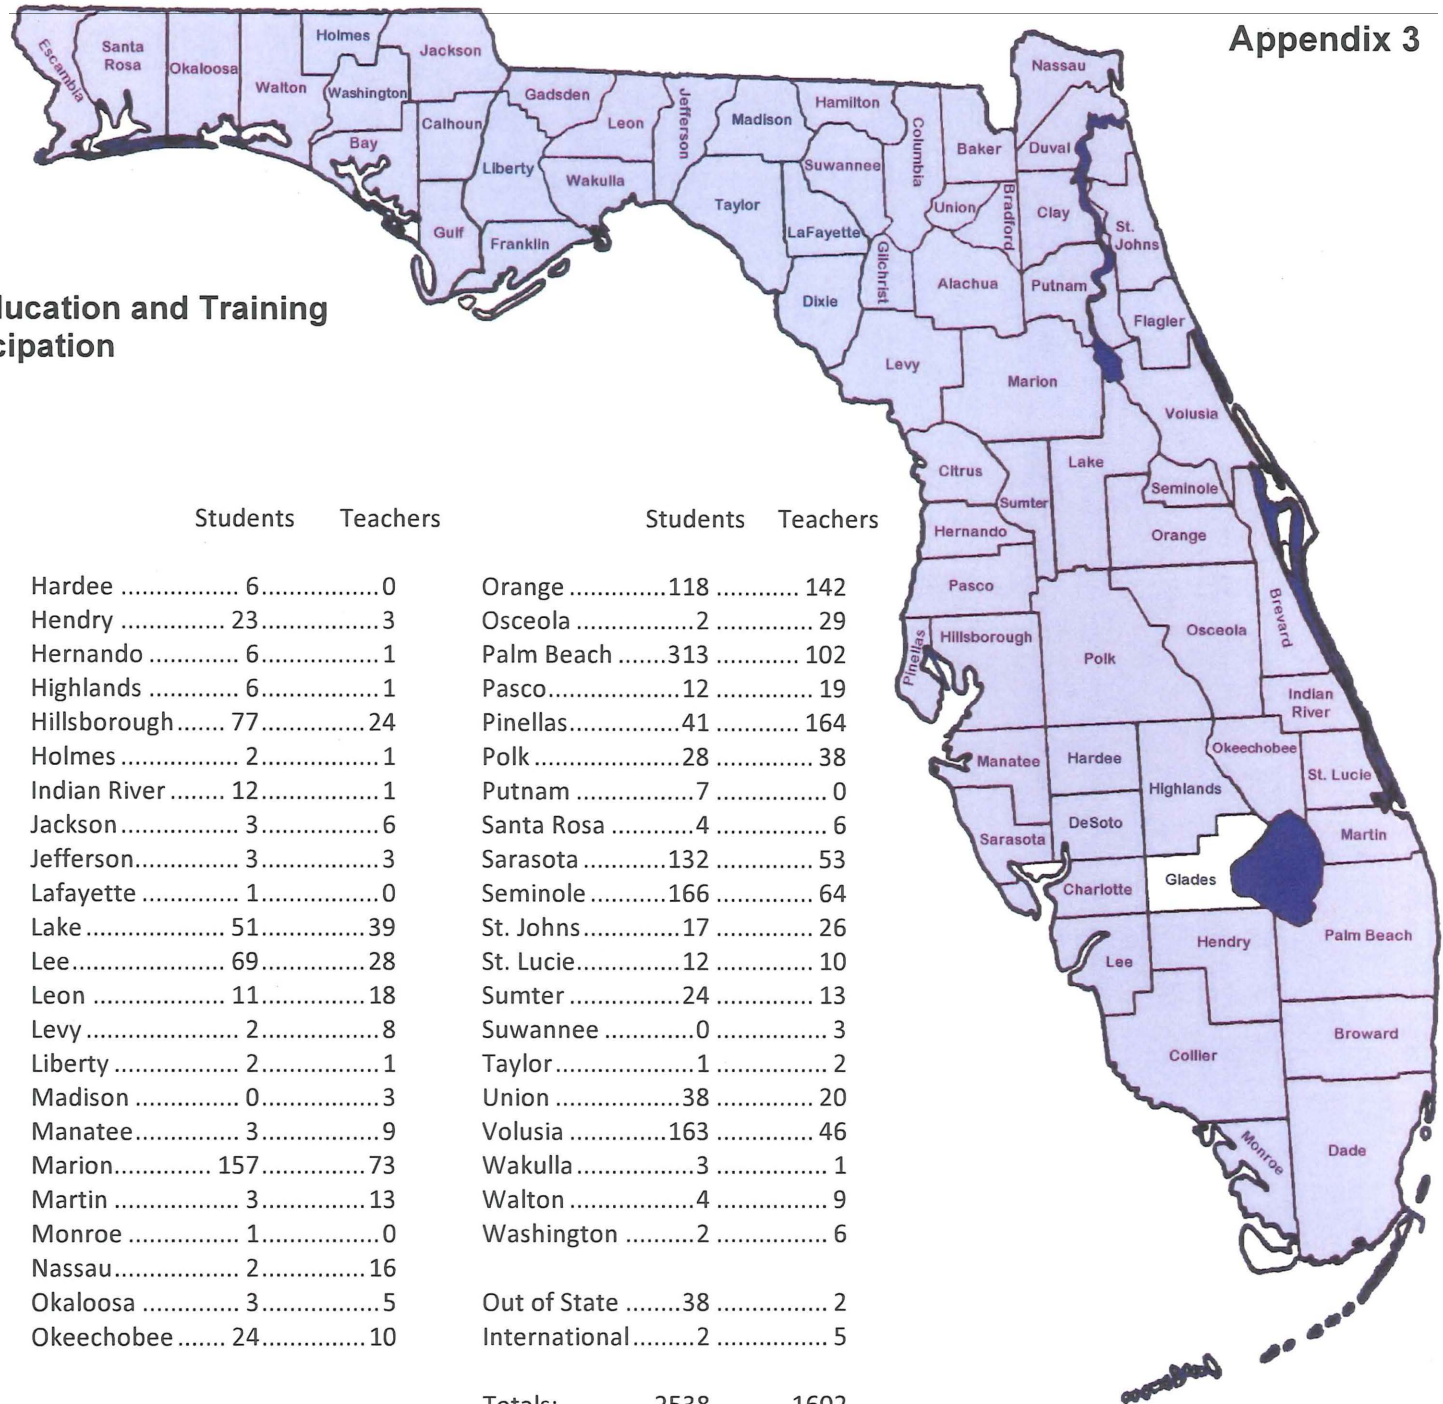 Appendix 3
Escambia
Santa
Rosa
Okaloosa
Walton
Holmes
Jackson
Washington
Bay
Calhoun
Gulf
Liberty
Franklin
Gadsden
Leon
Wakulla
Jefferson
Madison
Taylor
Hamilton
Suwannee
LaFayette
Dixie
Columbia
Gilchrist
Baker
Union
Bradford
Alachua
Levy
Nassau
Duval
Clay
St.
Johns
Putnam
Flagler
Marion
Volusia
Citrus
Sumter
Lake
Seminole
Hernando
Orange
Pasco
Pinellas
Hillsborough
Polk
Osceola
Brevard
Indian
River
Manatee
Hardee
Highlands
Okeechobee
St. Lucie
Sarasota
DeSoto
Martin
Charlotte
Glades
Lee
Hendry
Palm Beach
Collier
Broward
Monroe
Dade
ucation and Training
cipation
Students Teachers
Hardee .............. 6..............0
Hendry .............. 23.............. 3
Hernando ........... 6.............. 1
Highlands ........... 6.............. 1
Hillsborough...... 77............. 24
Holmes .............. 2.............. 1
Indian River ....... 12.............. 1
Jackson.............. 3.............. 6
Jefferson............. 3.............. 3
Lafayette ............ 1..............0
Lake ................. 51............. 39
Lee.................... 69............. 28
Leon .................. 11............. 18
Levy ................... 2.............. 8
Liberty ............... 2.............. 1
Madison ............. 0.............. 3
Manatee............. 3.............. 9
Marion............. 157............. 73
Martin ............... 3............. 13
Monroe .............. 1..............0
Nassau............... 2............. 16
Okaloosa ............ 3.............. 5
Okeechobee ...... 24............. 10
Students Teachers
Orange .............118 .......... 142
Osceola ..............2 ............ 29
Palm Beach .......313 .......... 102
Pasco................12 ............ 19
Pinellas..............41 .......... 164
Polk ..................28 ............ 38
Putnam ...............7 ............. 0
Santa Rosa ..........4 ............. 6
Sarasota ...........132 ............ 53
Seminole ...........166 ............ 64
St. Johns............17 ............ 26
St. Lucie.............12 ............ 10
Sumter ..............24 ............ 13
Suwannee ...........0 ............. 3
Taylor.................1 ............. 2
Union ................38 ............ 20
Volusia .............163 ............ 46
Wakulla...............3 ............. 1
Walton ................4 ............. 9
Washington .........2 ............. 6
Out of State .......38 ............. 2
International.........2 ............. 5
Totals: 2538 1602